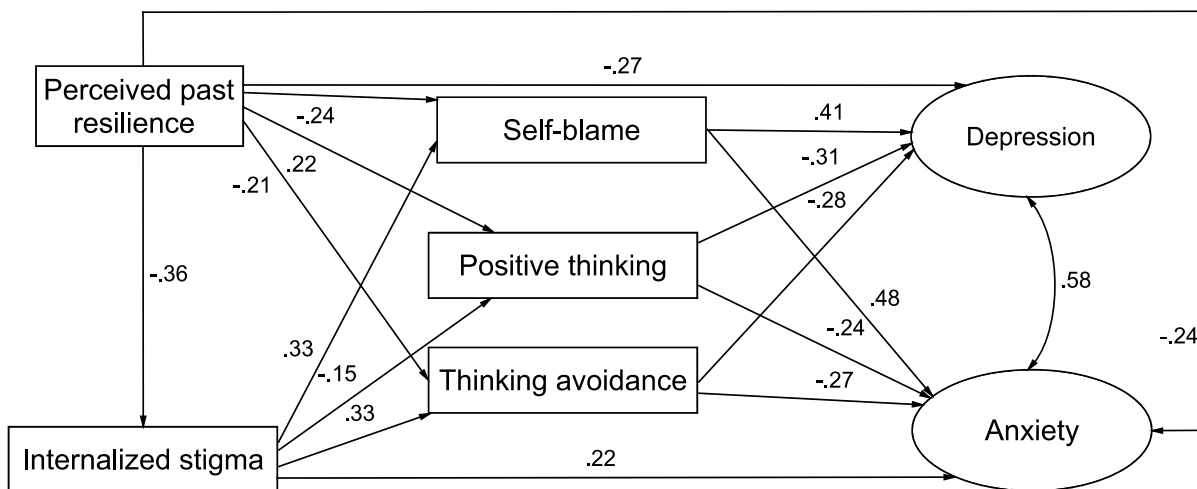 -.27
Perceived past
resilience
-.24
Self-blame
.41
Depression
-.31
.22
-.21
-.28
Positive thinking
-.36
.58
.48
-.24
-.24
.33
-.15
Thinking avoidance
-.27
.33
Internalized stigma
.22
Anxiety